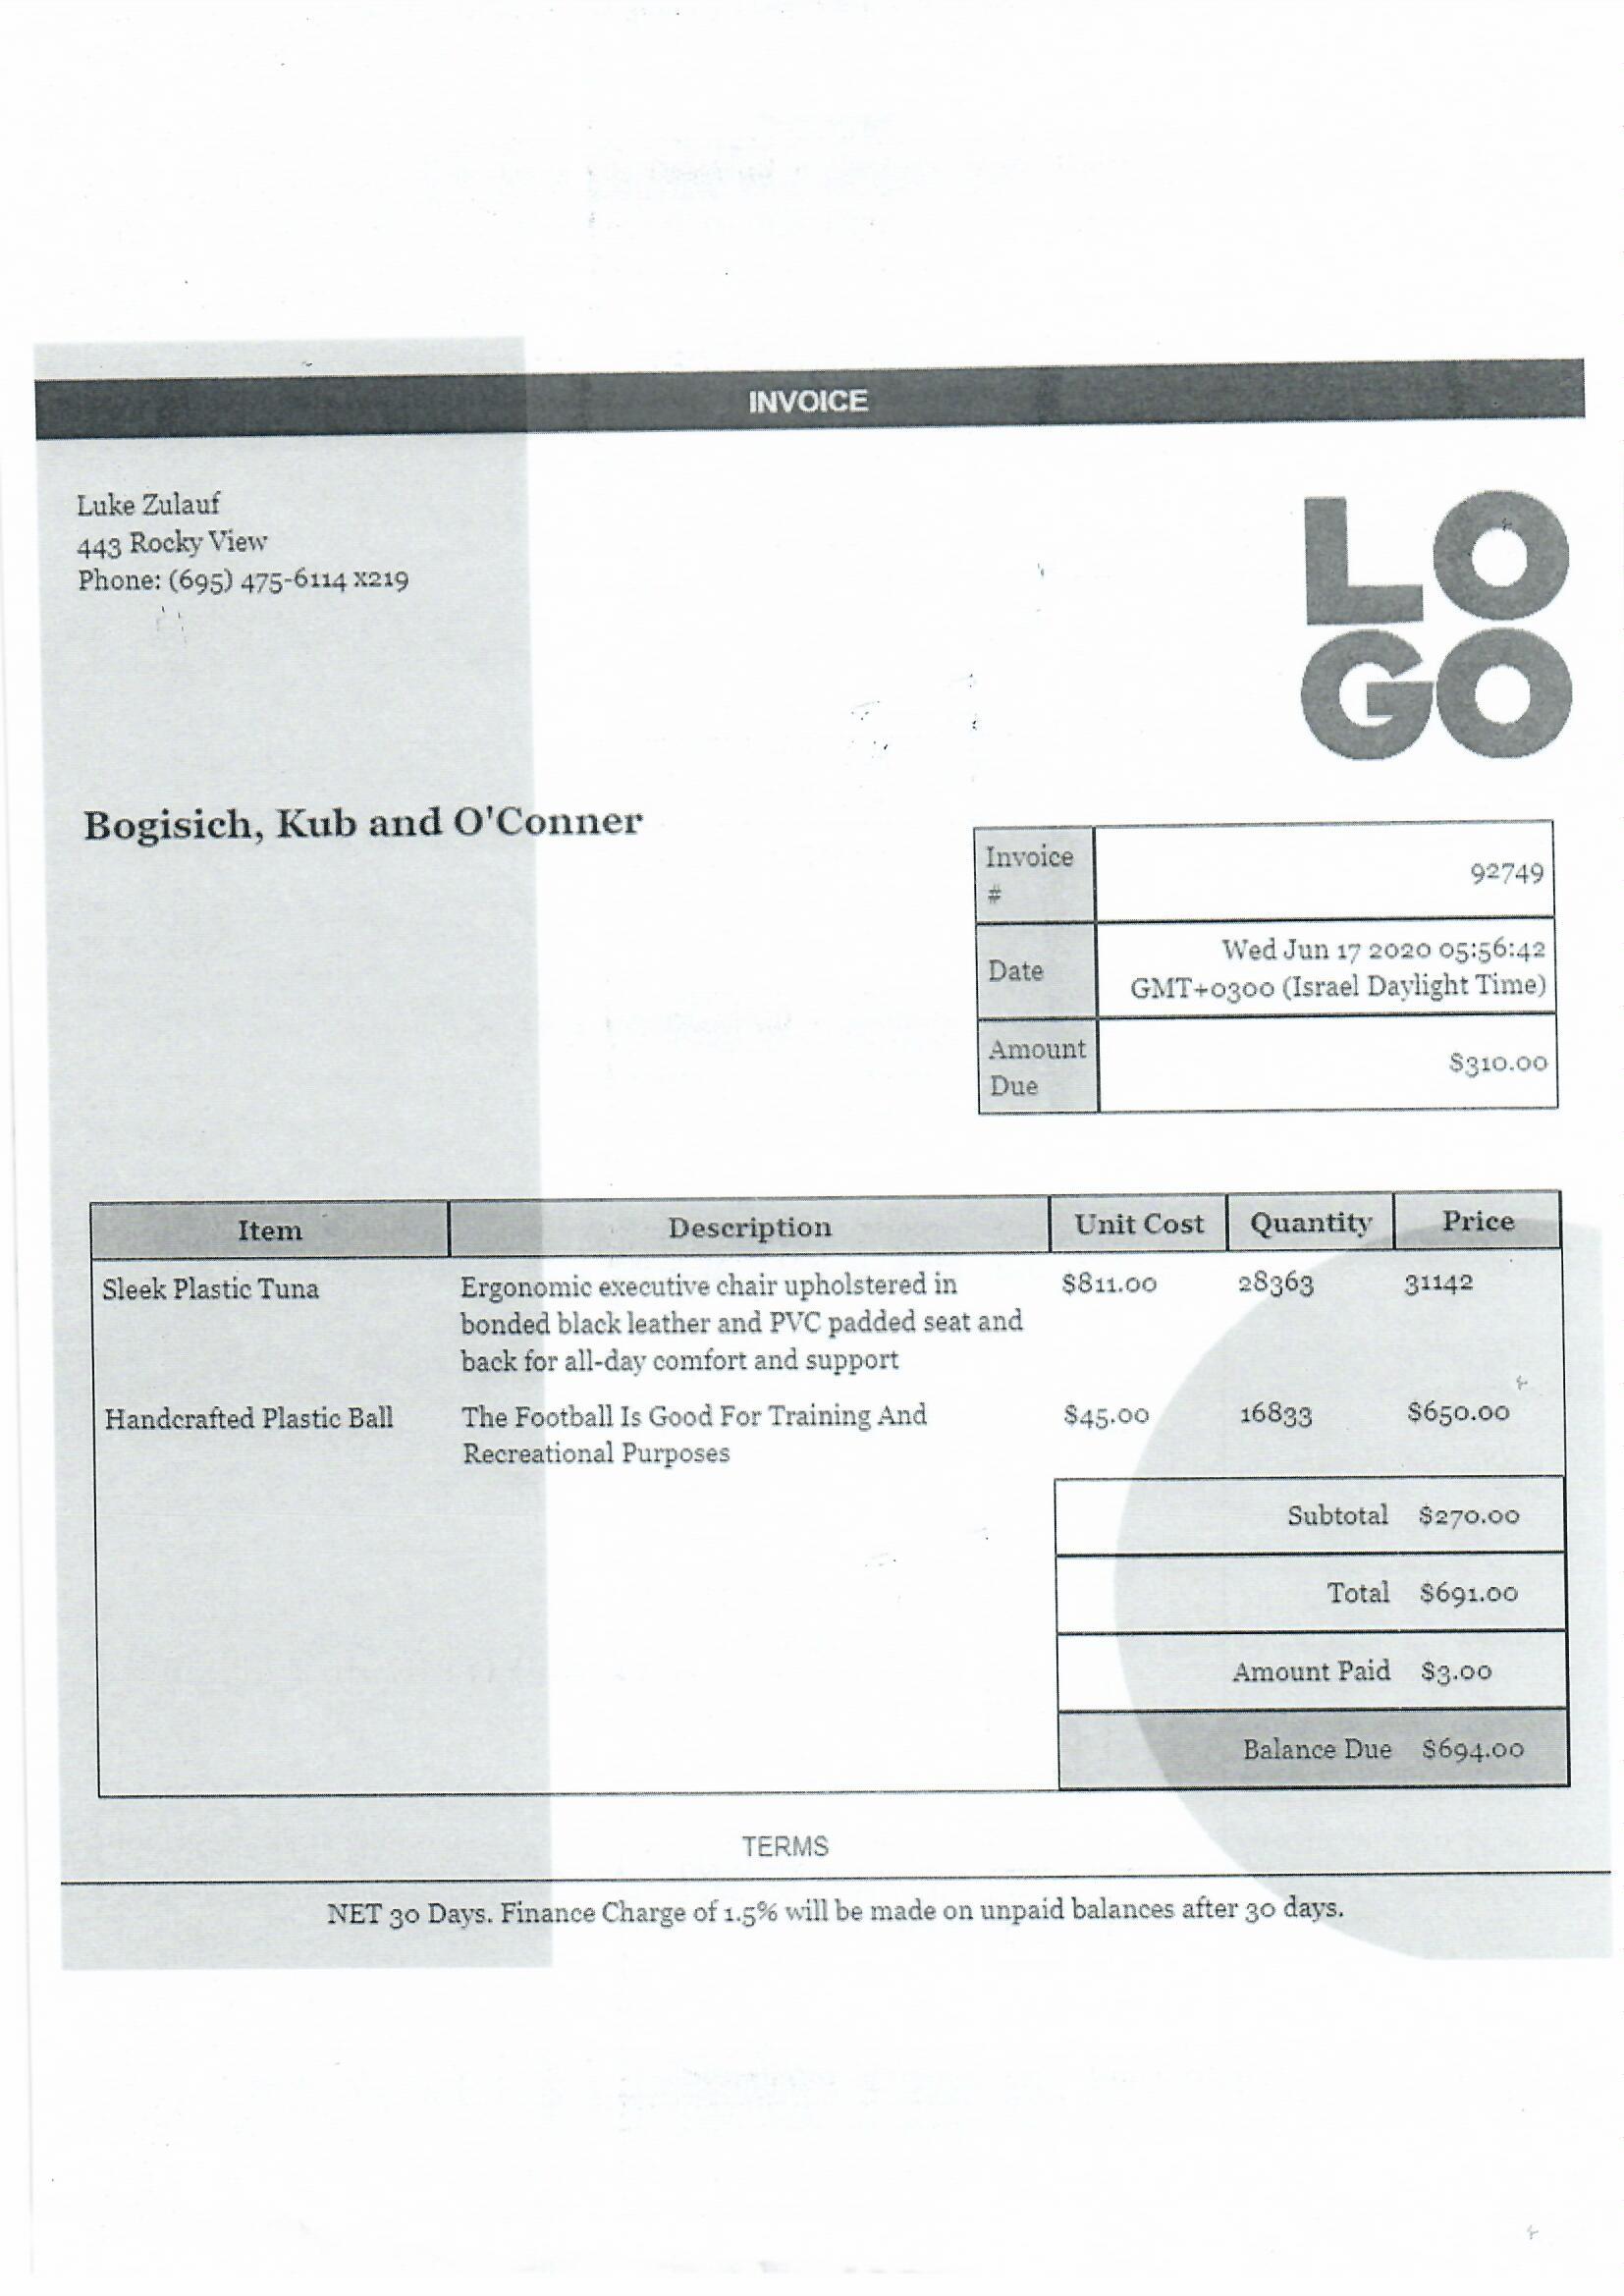 INVOICE
Luke Zulauf
443 Rocky View
Phone: (695) 475-6114 x219
LO
GO
Bogisich, Kub and O'Conner
Invoice
#
92749
Date
Wed Jun 17 2020 05:56:42
GMT+0300 (Israel Daylight Time)
Amount
Due
$310.00
Item Description Unit Cost Quantity Price
Sleek Plastic Tuna Ergonomic executive chair upholstered in $811.00 28363 31142
bonded black leather and PVC padded seat and
back for all-day comfort and support
Handcrafted Plastic Ball The Football Is Good For Training And $45.00 16833 $650.00
Recreational Purposes
Subtotal $270.00
Total $691.00
Amount Paid $3.00
Balance Due $694.00
TERMS
NET 30 Days. Finance Charge of 1.5% will be made on unpaid balances after 30 days.